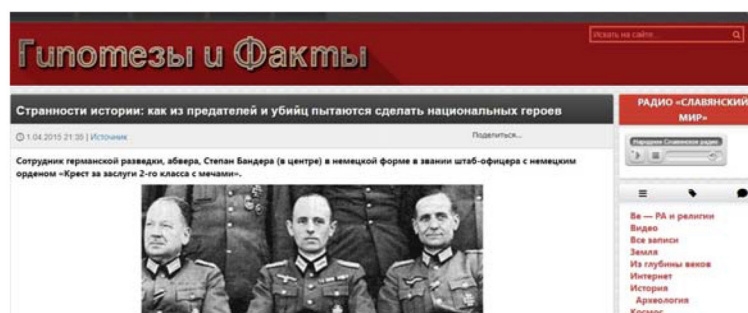 Гипотезы и Факты
Искать на сайте...
Странности истории: как из предателей и убийц пытаются сделать национальных героев
1.04.2015 21:35 | Источник
Поделиться...
Сотрудник германской разведки, абвера, Степан Бандера (в центре) в немецкой форме в звании штаб-офицера с немецким
орденом «Крест за заслуги 2-го класса с мечами».
РАДИО «СЛАВЯНСКИЙ
МИР»
Народное Славянское радио
Ве — РА и религии
Видео
Все записи
Земля
Из глубины веков
Интернет
История
Археология
Космос